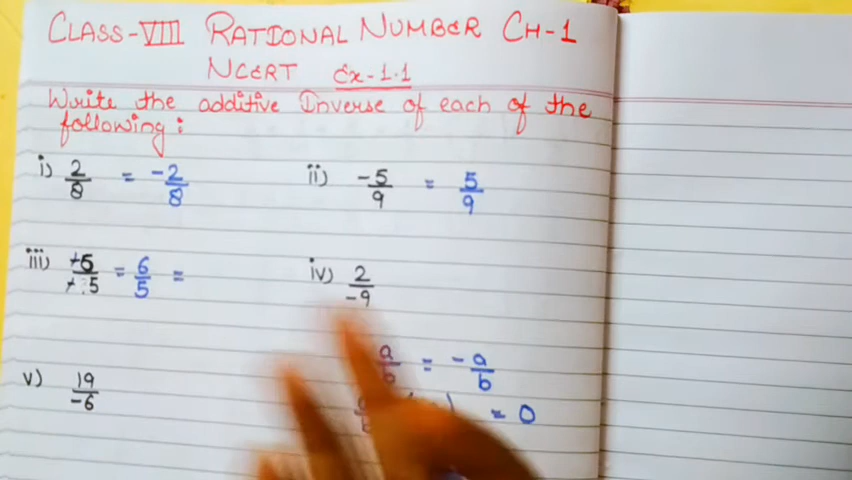 CLASS-VIII RATIONAL NUMBER CH-1
NCERT Ex-1.1
Write the additive Inverse of each of the
following:
i) 2/8 = -2/8 ii) -5/9 = 5/9
iii) = 6/5 = iv) 2/-9
a/b = -a/b
v) 19/-6
= 0